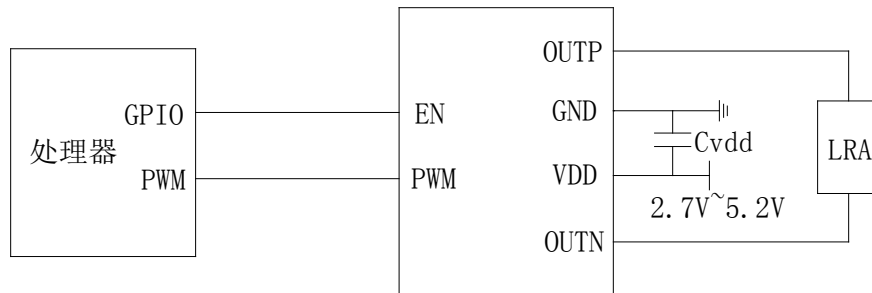 处理器
GPIO
PWM
EN
PWM
OUTP
GND
VDD
OUTN
Cvdd
2.7V~5.2V
LRA